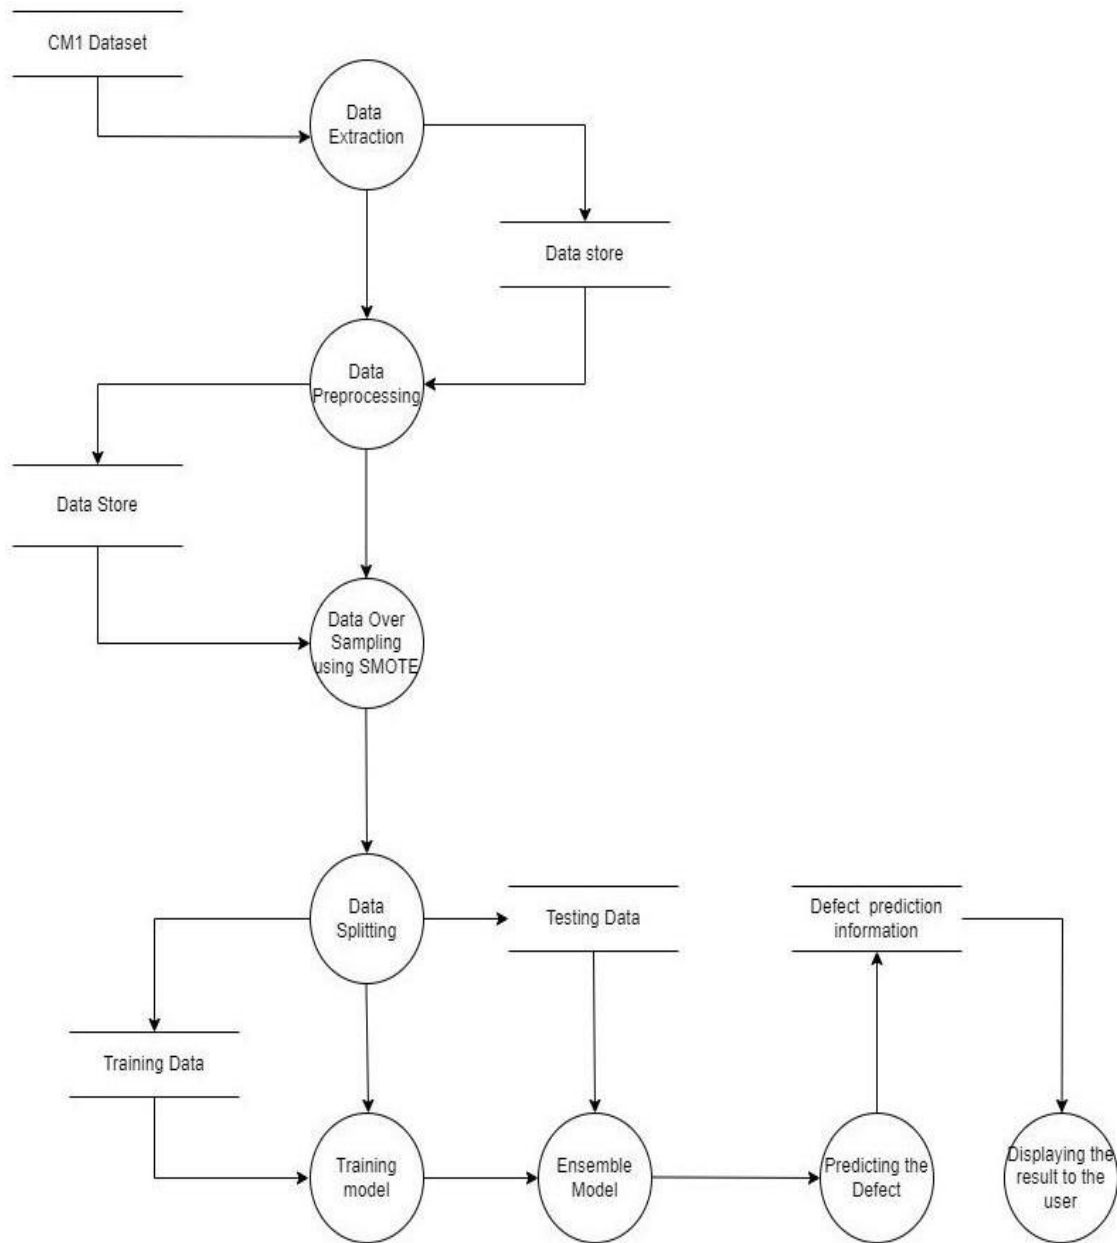 CM1 Dataset
Data
Extraction
Data store
Data
Preprocessing
Data Store
Data Over
Sampling
using SMOTE
Data
Splitting
Testing Data
Defect prediction
information
Training Data
Training
model
Ensemble
Model
Predicting the
Defect
Displaying the
result to the
user